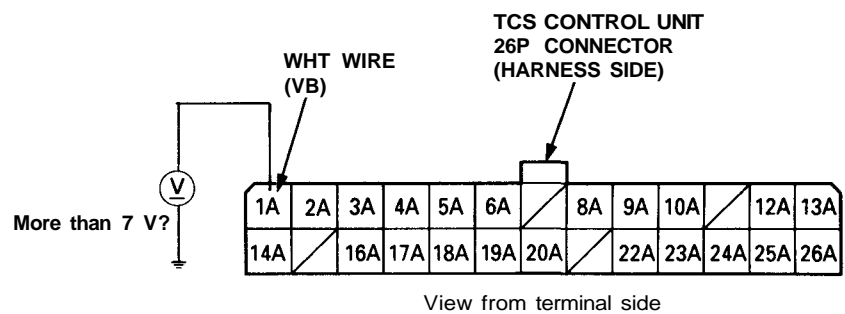 TCS CONTROL UNIT
26P CONNECTOR
(HARNESS SIDE)
WHT WIRE
(VB)
V
More than 7 V?
1A 2A 3A 4A 5A 6A 8A 9A 10A 12A 13A
14A 16A 17A 18A 19A 20A 22A 23A 24A 25A 26A
View from terminal side